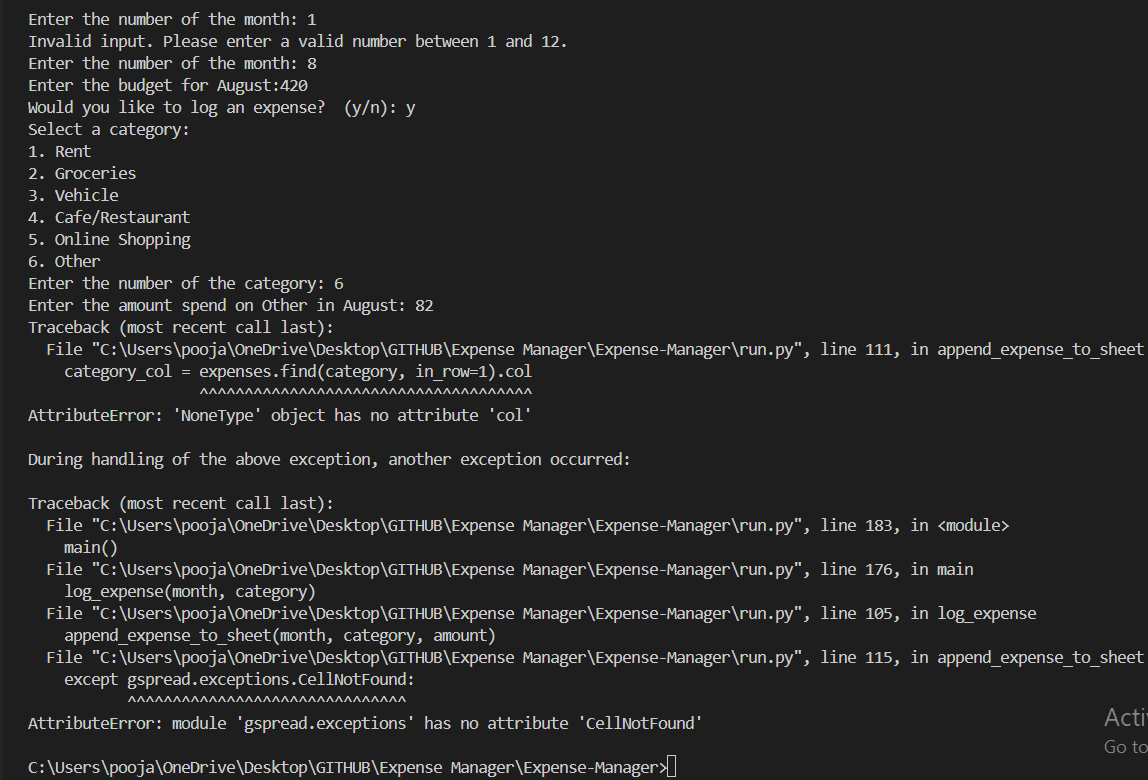 Enter the number of the month: 1
Invalid input. Please enter a valid number between 1 and 12.
Enter the number of the month: 8
Enter the budget for August:420
Would you like to log an expense?  (y/n): y
Select a category:
1. Rent
2. Groceries
3. Vehicle
4. Cafe/Restaurant
5. Online Shopping
6. Other
Enter the number of the category: 6
Enter the amount spend on Other in August: 82
Traceback (most recent call last):
  File "C:\Users\pooja\OneDrive\Desktop\GITHUB\Expense Manager\Expense-Manager\run.py", line 111, in append_expense_to_sheet
    category_col = expenses.find(category, in_row=1).col
                   ^^^^^^^^^^^^^^^^^^^^^^^^^^^^^^^^^^^^^
AttributeError: 'NoneType' object has no attribute 'col'

During handling of the above exception, another exception occurred:

Traceback (most recent call last):
  File "C:\Users\pooja\OneDrive\Desktop\GITHUB\Expense Manager\Expense-Manager\run.py", line 183, in <module>
    main()
  File "C:\Users\pooja\OneDrive\Desktop\GITHUB\Expense Manager\Expense-Manager\run.py", line 176, in main
    log_expense(month, category)
  File "C:\Users\pooja\OneDrive\Desktop\GITHUB\Expense Manager\Expense-Manager\run.py", line 105, in log_expense
    append_expense_to_sheet(month, category, amount)
  File "C:\Users\pooja\OneDrive\Desktop\GITHUB\Expense Manager\Expense-Manager\run.py", line 115, in append_expense_to_sheet
    except gspread.exceptions.CellNotFound:
           ^^^^^^^^^^^^^^^^^^^^^^^^^^^^^^^
AttributeError: module 'gspread.exceptions' has no attribute 'CellNotFound'
Acti
Go to
C:\Users\pooja\OneDrive\Desktop\GITHUB\Expense Manager\Expense-Manager>